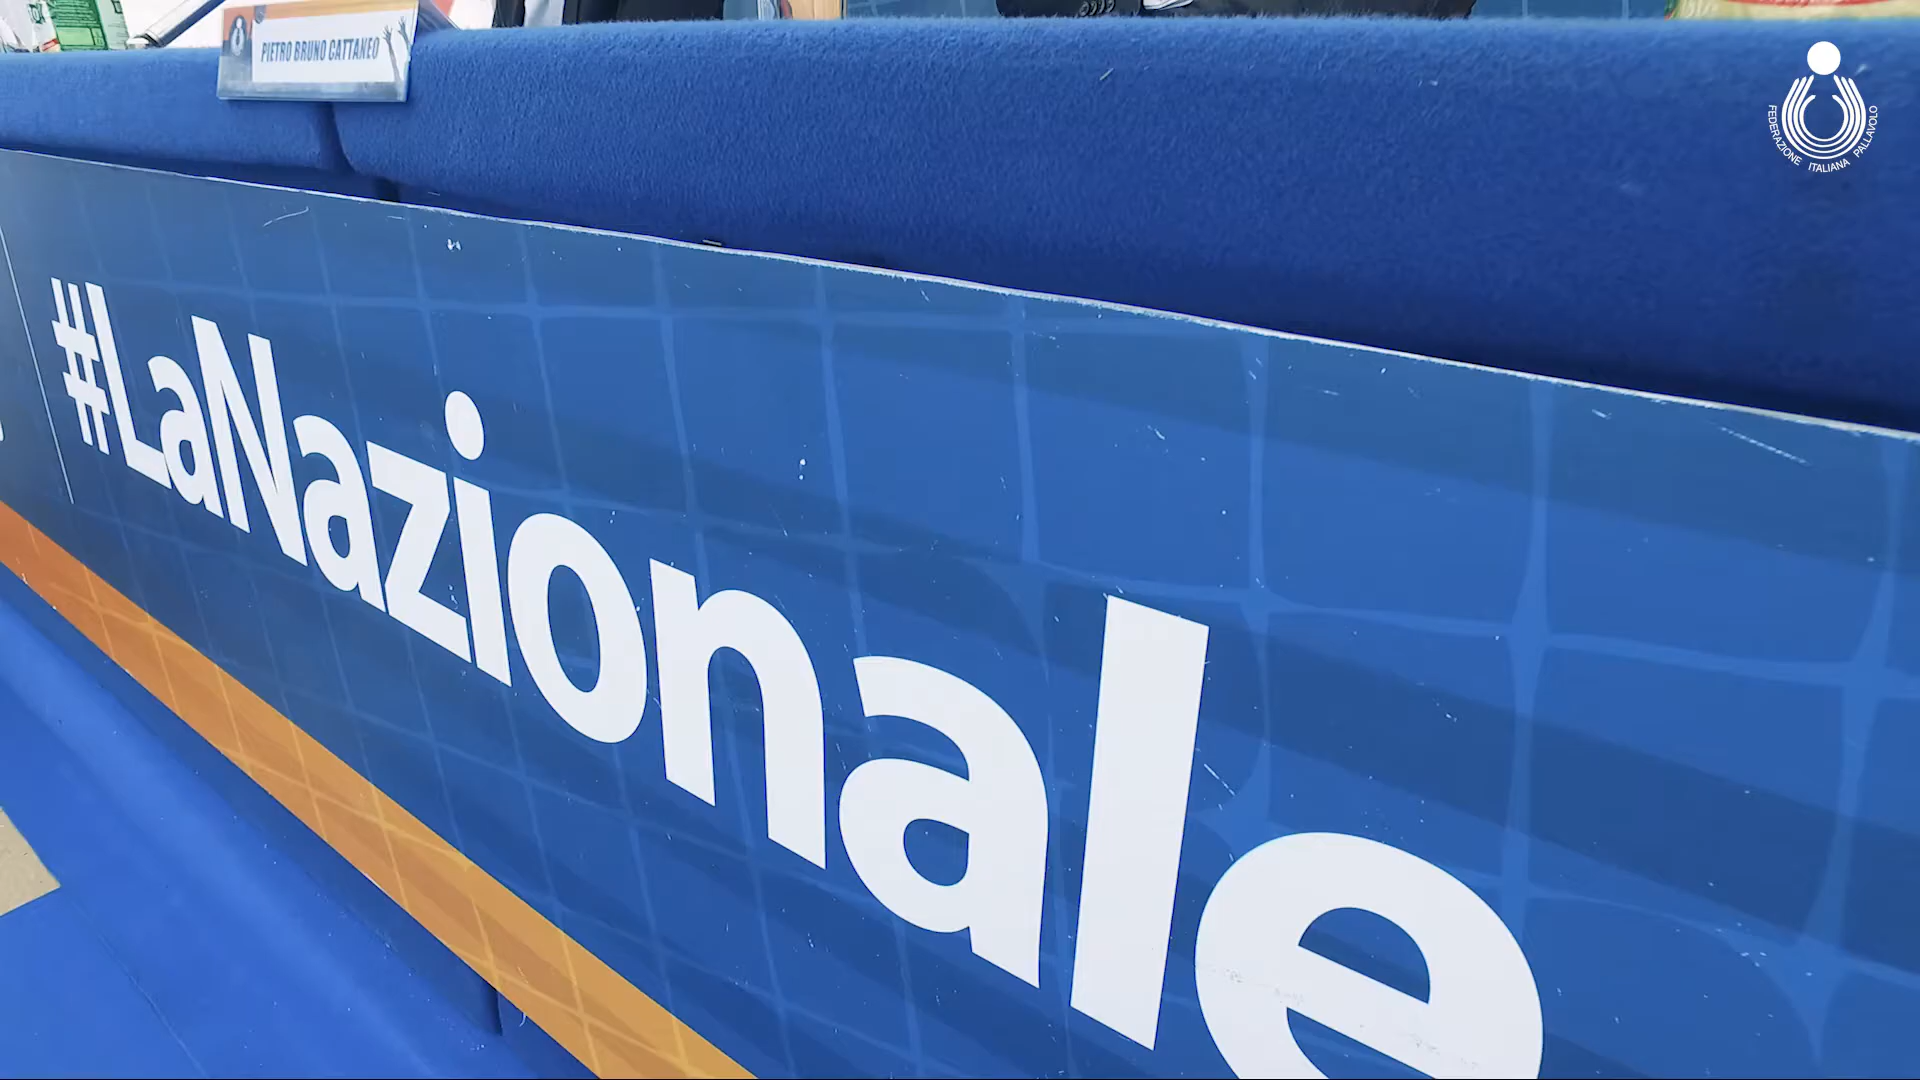 PIETRO BRUNO CATTANEO
FEDERAZIONE ITALIANA PALLAVOLO
#LaNazionale